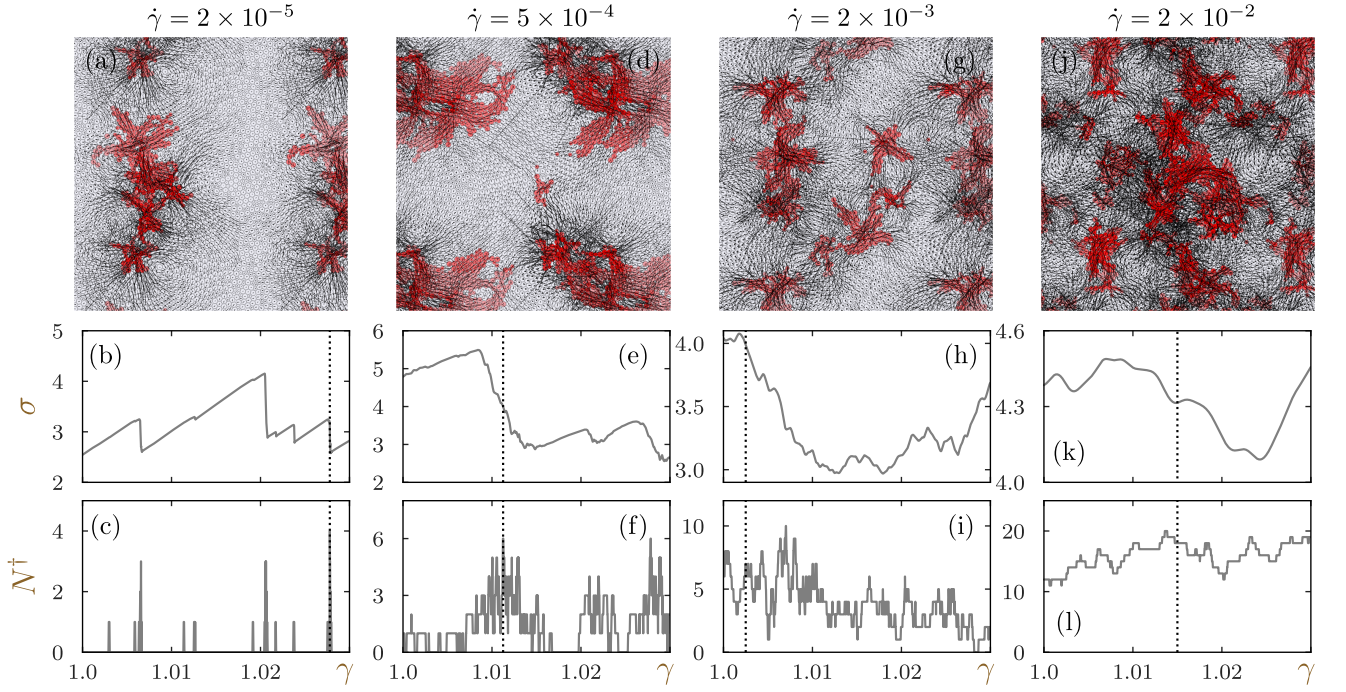 γ̇ = 2 × 10⁻⁵ γ̇ = 5 × 10⁻⁴ γ̇ = 2 × 10⁻³ γ̇ = 2 × 10⁻²
(a) (d) (g) (j)
5 6 4.6
(b) (e) 4.0 (h)
4 5
σ 4 3.5 4.3
3 3 (k)
3.0
2 2 4.0
(c) (f) 10 (i) 20
4 6
N† 2 3 5 10
(l)
0 0 0 0
1.0 1.01 1.02 γ 1.0 1.01 1.02 γ 1.0 1.01 1.02 γ 1.0 1.01 1.02 γ